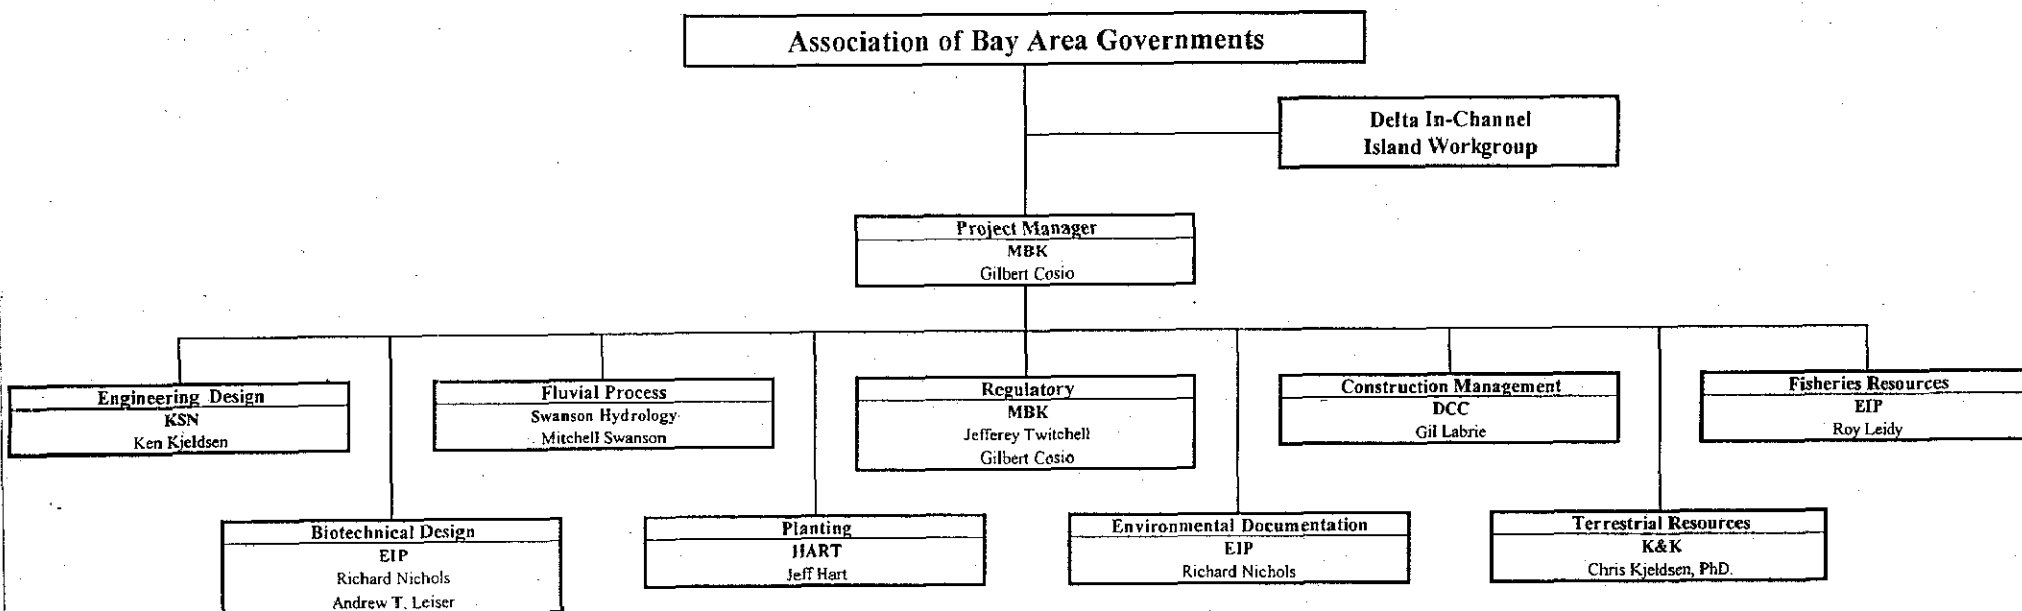 Association of Bay Area Governments
Delta In-Channel
Island Workgroup
Project Manager
MBK
Gilbert Cosio
Engineering Design
KSN
Ken Kjeldsen
Fluvial Process
Swanson Hydrology
Mitchell Swanson
Regulatory
MBK
Jefferey Twitchell
Gilbert Cosio
Construction Management
DCC
Gil Labrie
Fisheries Resources
EIP
Roy Leidy
Biotechnical Design
EIP
Richard Nichols
Andrew T. Leiser
Planting
HART
Jeff Hart
Environmental Documentation
EIP
Richard Nichols
Terrestrial Resources
K&K
Chris Kjeldsen, PhD.